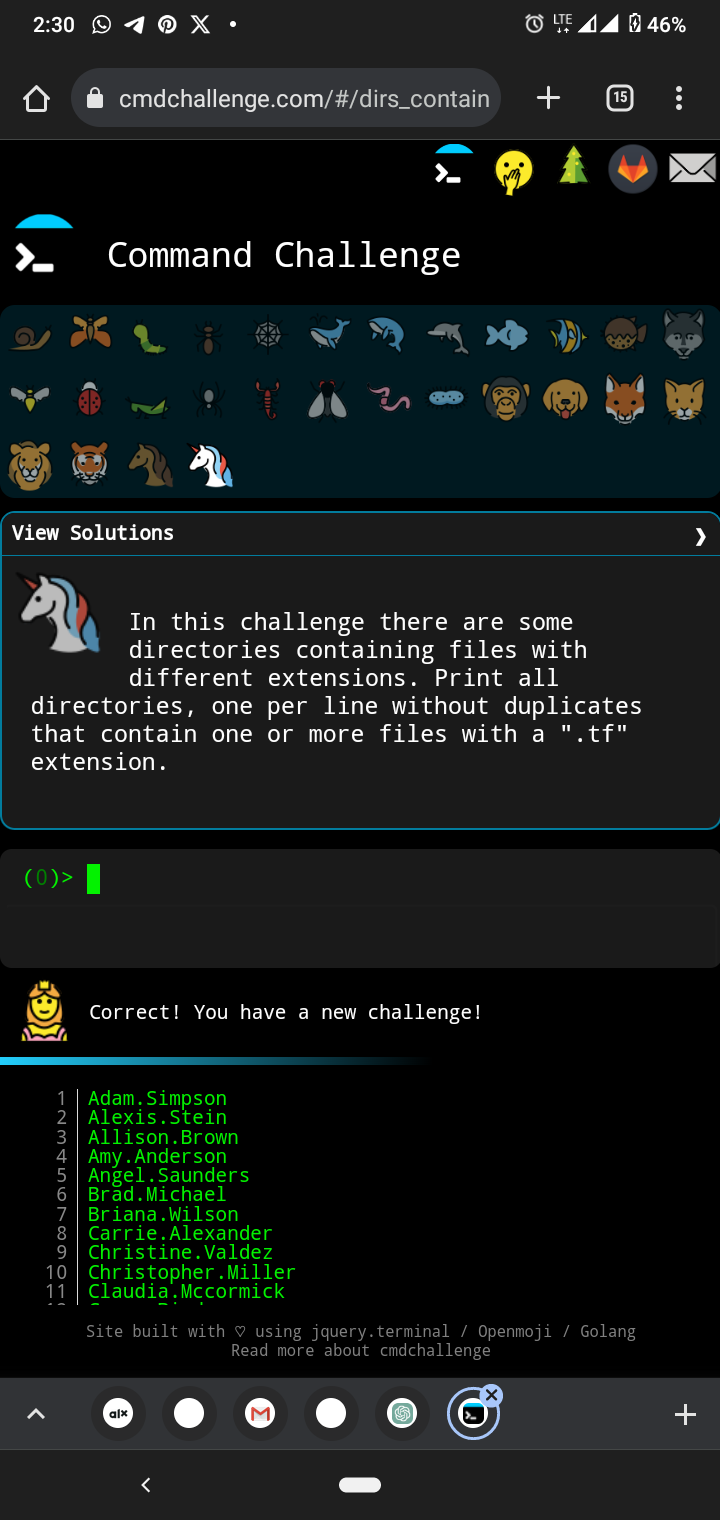 2:30
LTE
46%
cmdchallenge.com/#/dirs_contain
15
Command Challenge
View Solutions
In this challenge there are some
directories containing files with
different extensions. Print all
directories, one per line without duplicates
that contain one or more files with a ".tf"
extension.
(0)>
Correct! You have a new challenge!
1 Adam.Simpson
2 Alexis.Stein
3 Allison.Brown
4 Amy.Anderson
5 Angel.Saunders
6 Brad.Michael
7 Briana.Wilson
8 Carrie.Alexander
9 Christine.Valdez
10 Christopher.Miller
11 Claudia.Mccormick
Site built with ♡ using jquery.terminal / Openmoji / Golang
Read more about cmdchallenge
alx